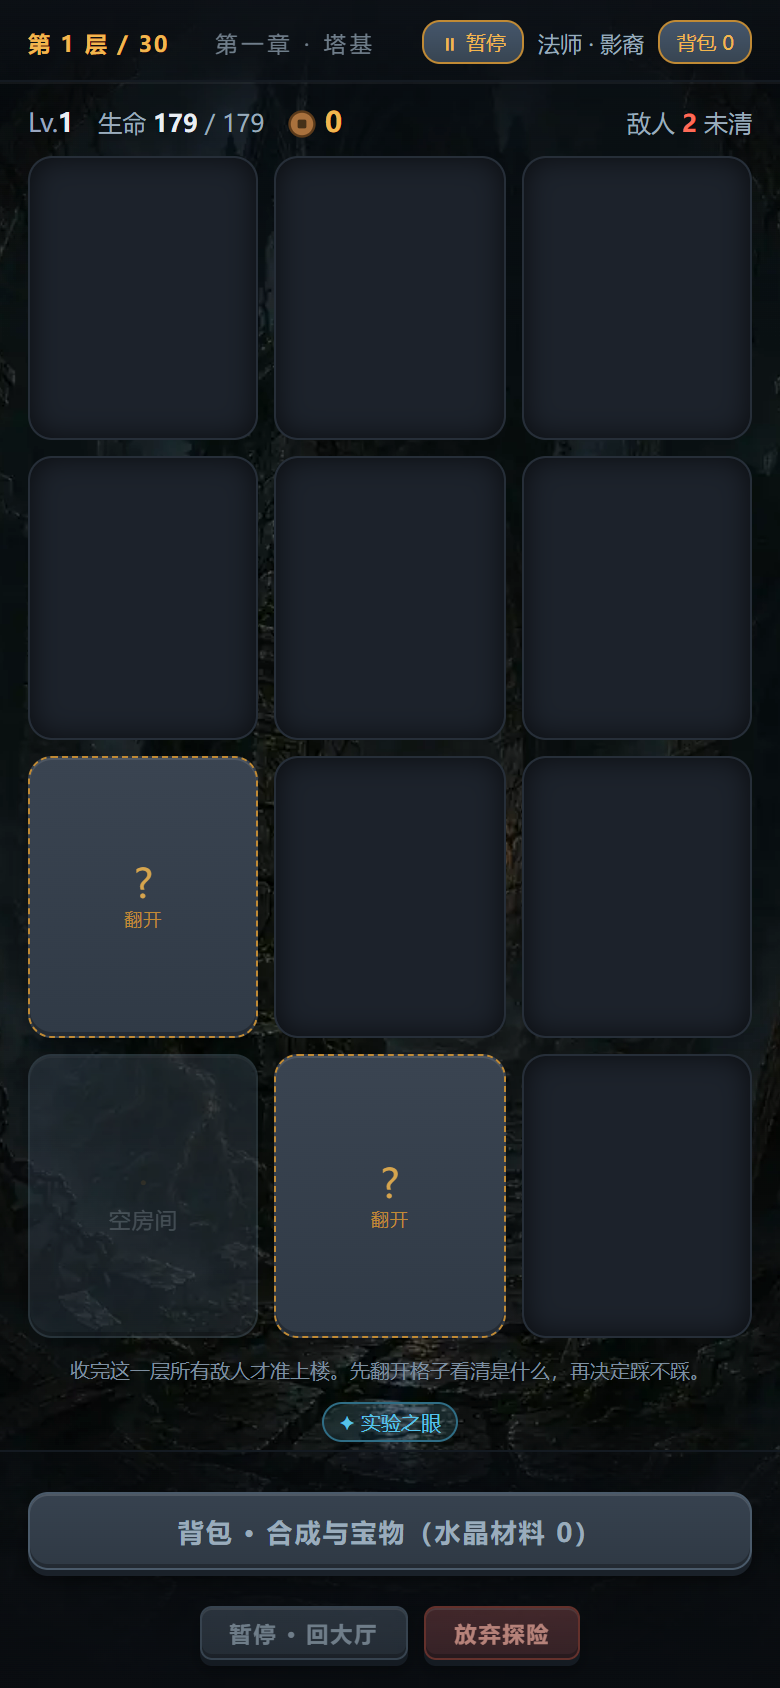 第 1 层 / 30 第一章 · 塔基 ⏸ 暂停 法师 · 影裔 背包 0
Lv.1 生命 179 / 179 0 敌人 2 未清
?
翻开
空房间
?
翻开
收完这一层所有敌人才准上楼。先翻开格子看清是什么，再决定踩不踩。
✦ 实验之眼
背包 · 合成与宝物（水晶材料 0）
暂停 · 回大厅 放弃探险